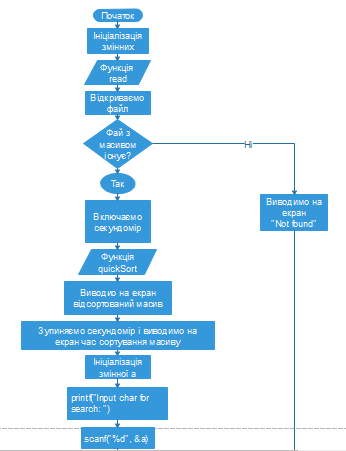 Початок
Ініціалізація
змінних
Функція
read
Відкриваємо
файл
Фай з
масивом
існує?
Ні
Так
Виводимо на
екран
"Not found"
Включаємо
секундомір
Функція
quickSort
Виводио на екран
відсортований масив
Зупиняємо секундомір і виводимо на
екран час сортування масиву
Ініціалізація
змінної a
printf("Input char for
search: ")
scanf("%d", &a)